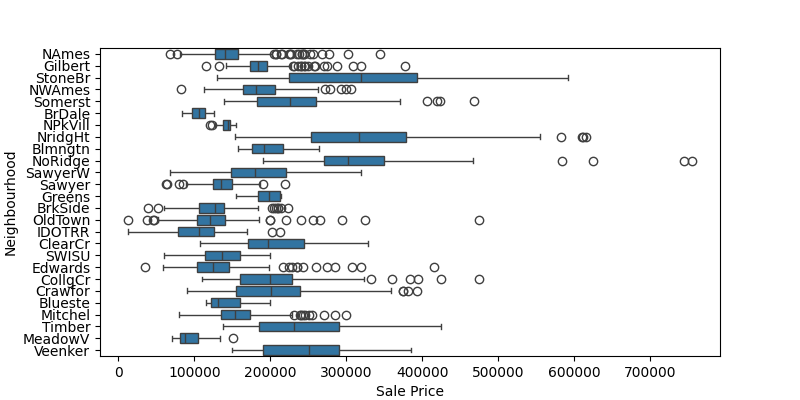 Neighbourhood
NAmes
Gilbert
StoneBr
NWAmes
Somerst
BrDale
NPkVill
NridgHt
Blmngtn
NoRidge
SawyerW
Sawyer
Greens
BrkSide
OldTown
IDOTRR
ClearCr
SWISU
Edwards
CollgCr
Crawfor
Blueste
Mitchel
Timber
MeadowV
Veenker
0 100000 200000 300000 400000 500000 600000 700000
Sale Price